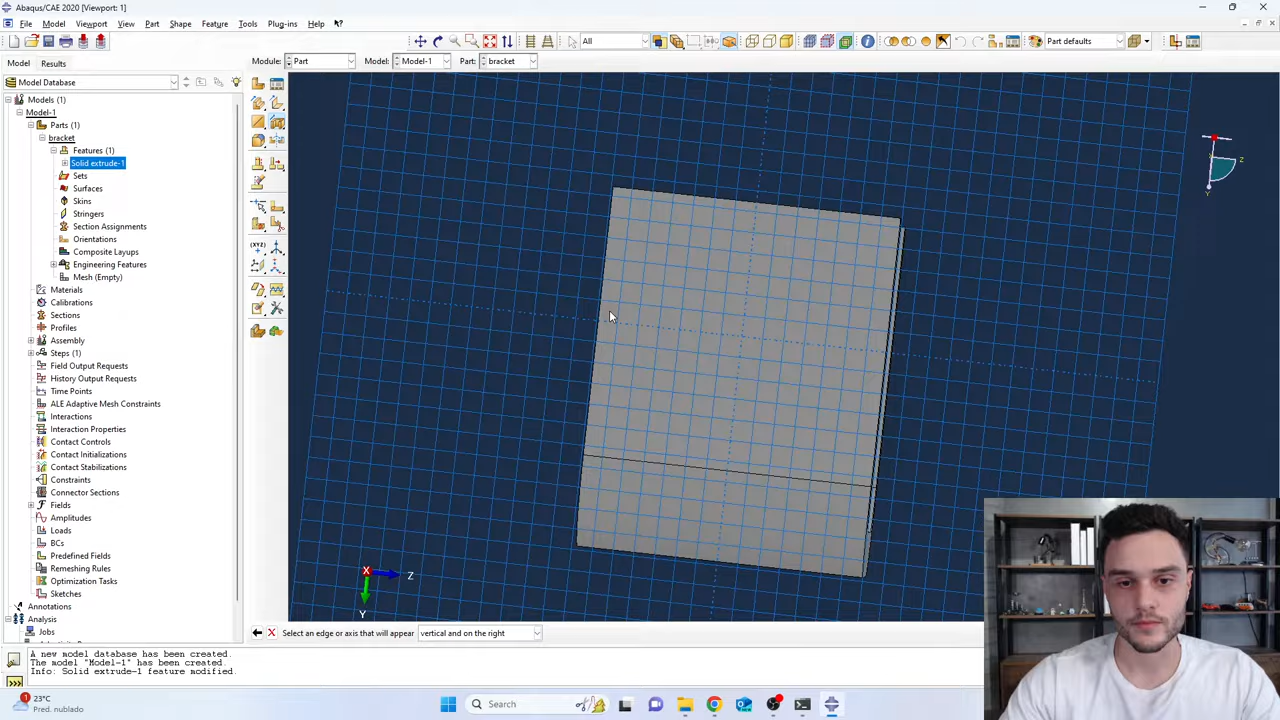 Abaqus/CAE 2020 [Viewport: 1]
File Model Viewport View Part Shape Feature Tools Plug-ins Help
All
Part defaults
Model Results
Module: Part Model: Model-1 Part: bracket
Model Database
Models (1)
Model-1
Parts (1)
bracket
Features (1)
Solid extrude-1
Sets
Surfaces
Skins
Stringers
Section Assignments
Orientations
Composite Layups
Engineering Features
Mesh (Empty)
Materials
Calibrations
Sections
Profiles
Assembly
Steps (1)
Field Output Requests
History Output Requests
Time Points
ALE Adaptive Mesh Constraints
Interactions
Interaction Properties
Contact Controls
Contact Initializations
Contact Stabilizations
Constraints
Connector Sections
Fields
Amplitudes
Loads
BCs
Predefined Fields
Remeshing Rules
Optimization Tasks
Sketches
Annotations
Analysis
Jobs
(XYZ)
Z
Y
X
Z
Y
Select an edge or axis that will appear vertical and on the right
A new model database has been created.
The model "Model-1" has been created.
Info: Solid extrude-1 feature modified.
1
23°C
Pred. nublado
Search